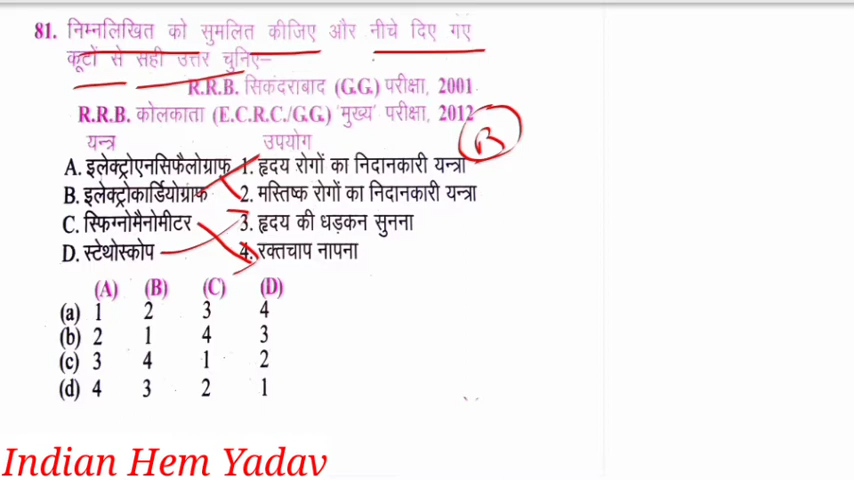 81. निम्नलिखित को सुमलित कीजिए और नीचे दिए गए
कूटों से सही उत्तर चुनिए–
R.R.B. सिकंदराबाद (G.G.) परीक्षा, 2001
R.R.B. कोलकाता (E.C.R.C./G.G.) 'मुख्य' परीक्षा, 2012
यन्त्र उपयोग
A. इलेक्ट्रोएनसिफैलोग्राफ 1. हृदय रोगों का निदानकारी यन्त्रा
B. इलेक्ट्रोकार्डियोग्राफ 2. मस्तिष्क रोगों का निदानकारी यन्त्रा
C. स्फिग्नोमैनोमीटर 3. हृदय की धड़कन सुनना
D. स्टेथोस्कोप 4. रक्तचाप नापना
(A) (B) (C) (D)
(a) 1 2 3 4
(b) 2 1 4 3
(c) 3 4 1 2
(d) 4 3 2 1
Indian Hem Yadav